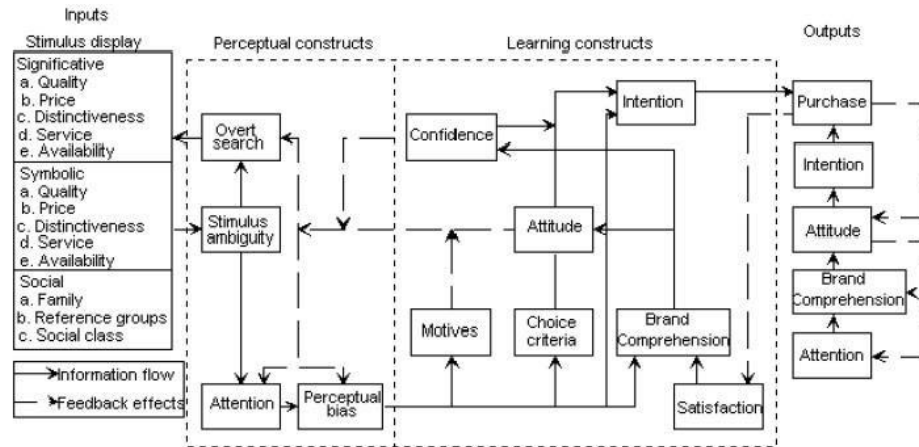 Inputs
Stimulus display
Significative
a. Quality
b. Price
c. Distinctiveness
d. Service
e. Availability
Symbolic
a. Quality
b. Price
c. Distinctiveness
d. Service
e. Availability
Social
a. Family
b. Reference groups
c. Social class
Information flow
Feedback effects
Perceptual constructs
Overt
search
Stimulus
ambiguity
Attention
Perceptual
bias
Learning constructs
Confidence
Intention
Attitude
Motives
Choice
criteria
Brand
Comprehension
Satisfaction
Outputs
Purchase
Intention
Attitude
Brand
Comprehension
Attention